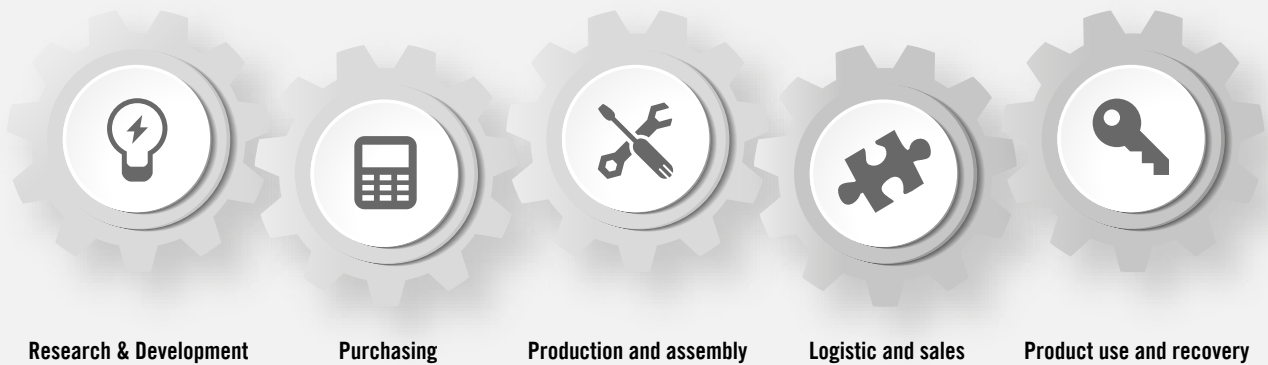 Research & Development
Purchasing
Production and assembly
Logistic and sales
Product use and recovery